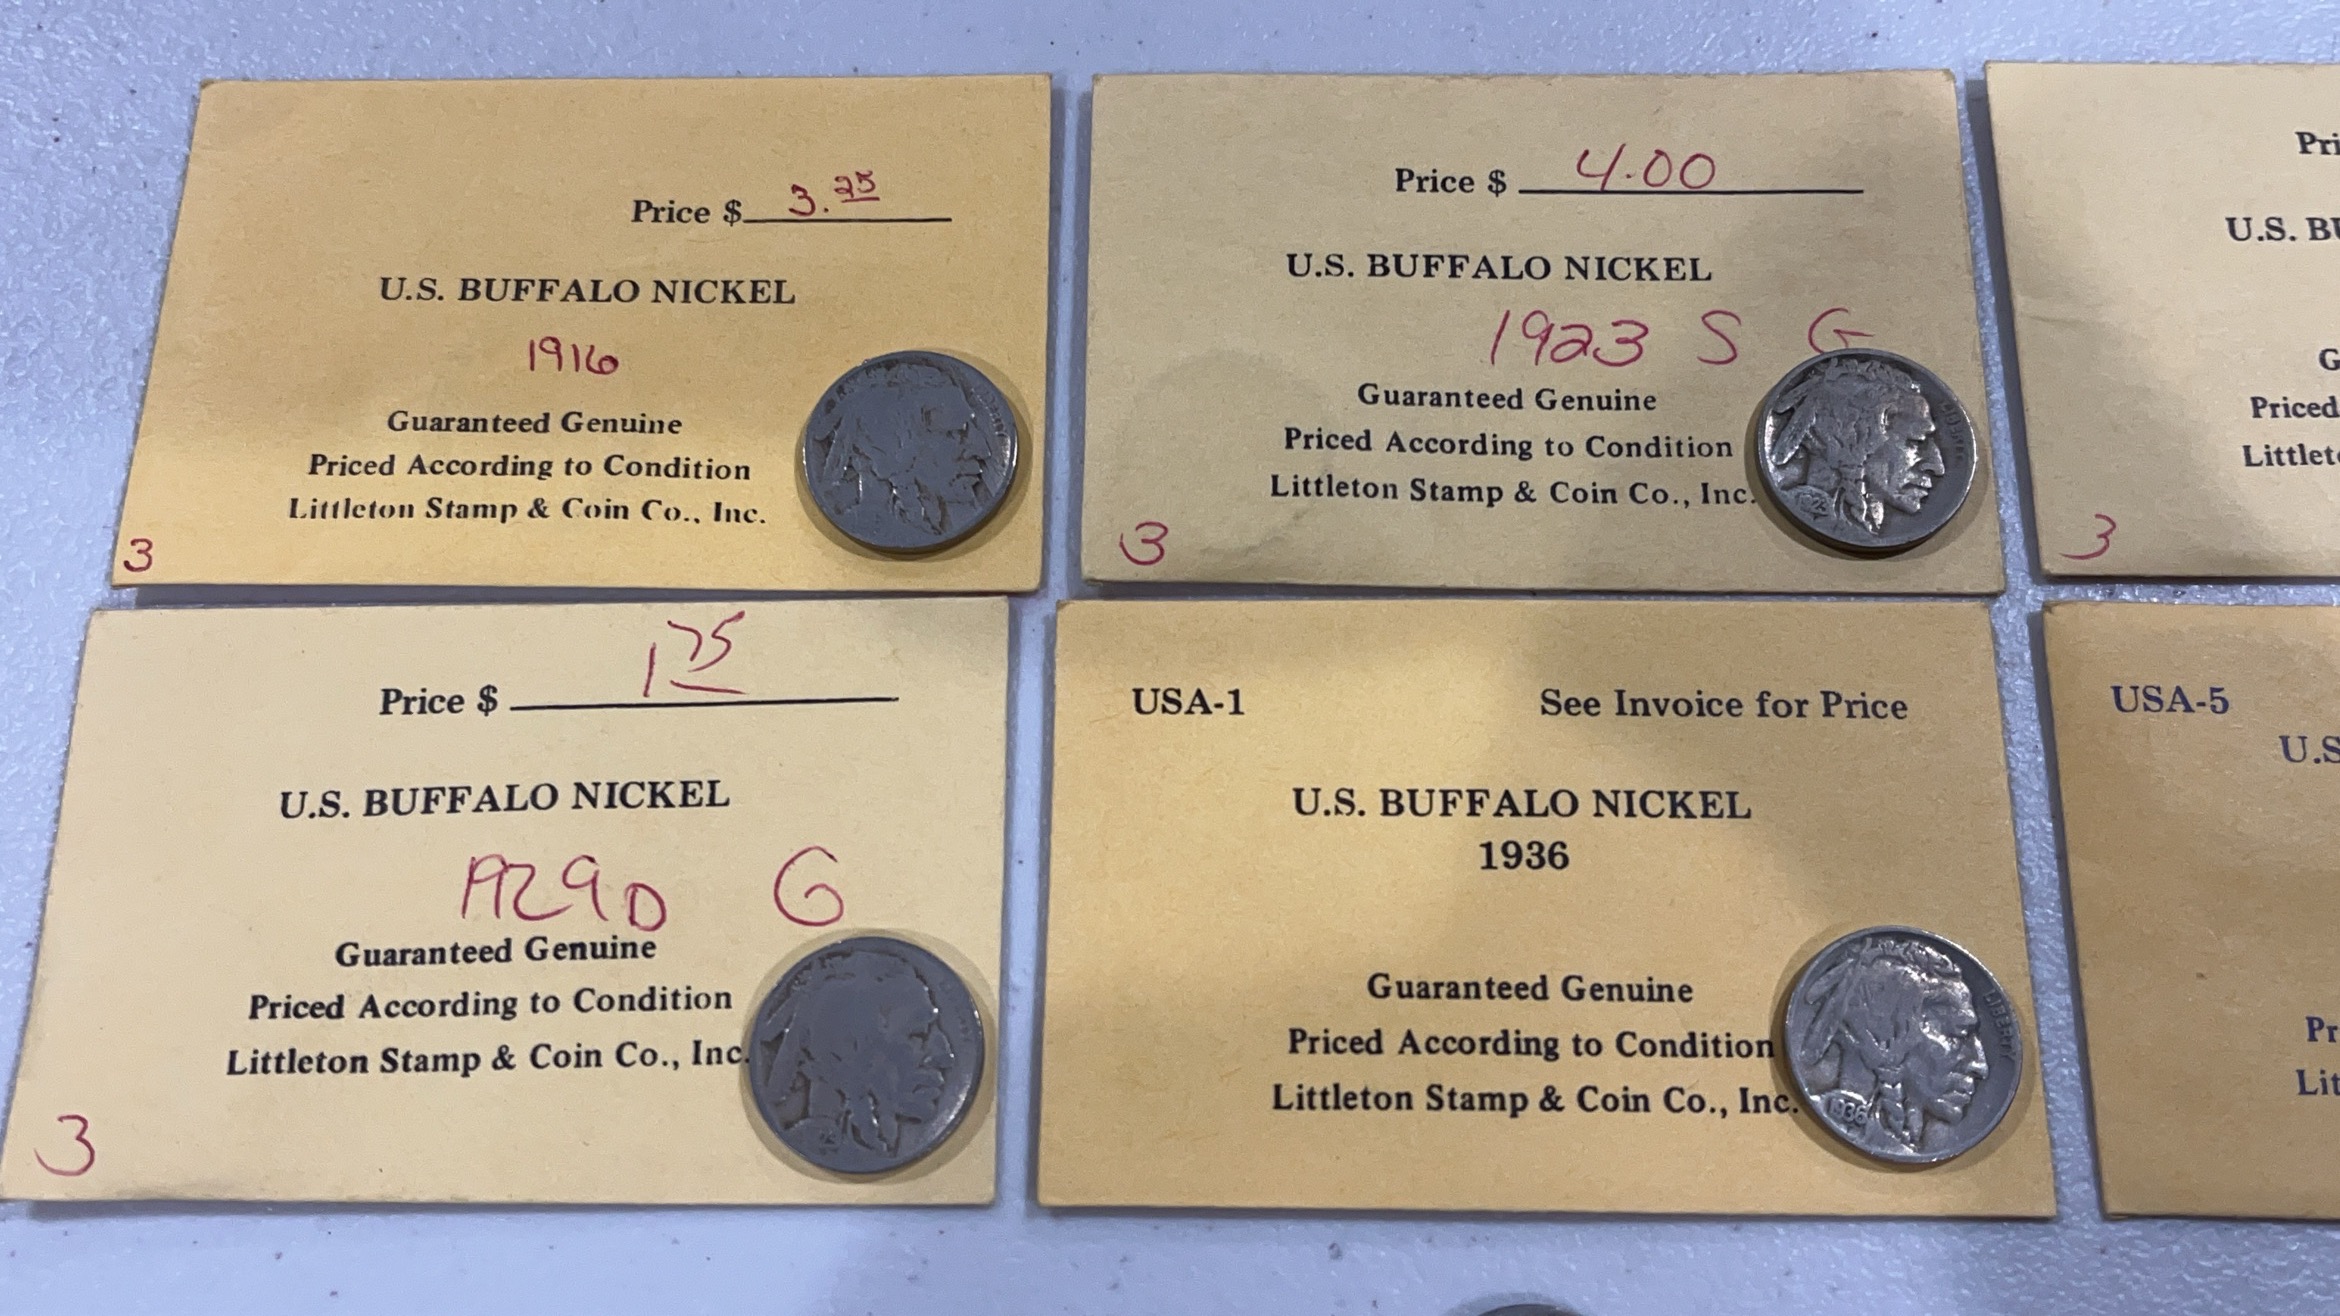 Price $ 3.25
U.S. BUFFALO NICKEL
1916
Guaranteed Genuine
Priced According to Condition
Littleton Stamp & Coin Co., Inc.
3
Price $ 4.00
U.S. BUFFALO NICKEL
1923 S G
Guaranteed Genuine
Priced According to Condition
Littleton Stamp & Coin Co., Inc.
3
LIBERTY
Pri
U.S. BU
G
Priced
Littlet
3
Price $ 1 75
U.S. BUFFALO NICKEL
1929D G
Guaranteed Genuine
Priced According to Condition
Littleton Stamp & Coin Co., Inc.
3
USA-1 See Invoice for Price
U.S. BUFFALO NICKEL
1936
Guaranteed Genuine
Priced According to Condition
Littleton Stamp & Coin Co., Inc.
LIBERTY
1936
USA-5
U.S
Pr
Lit